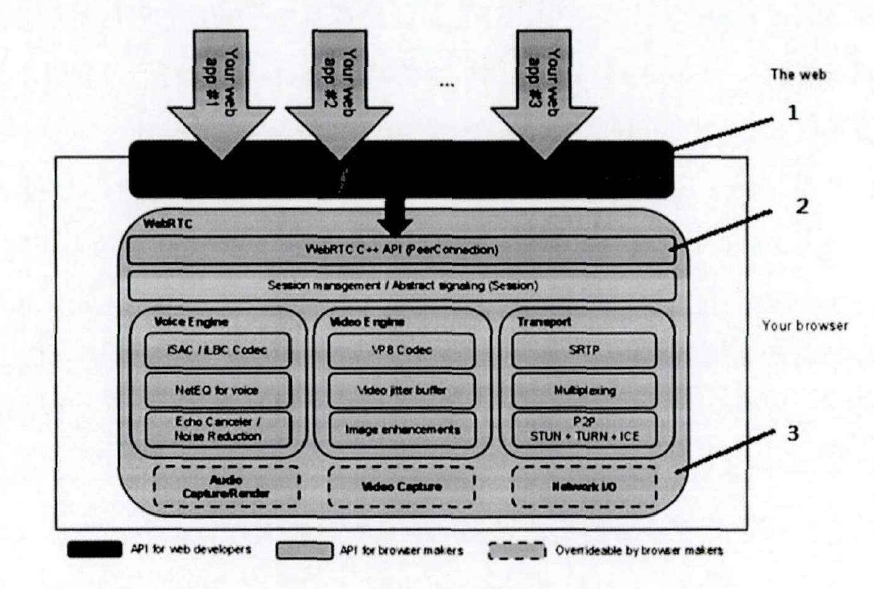 Your web
app #1
Your web
app #2
...
Your web
app #3
The web
1
2
WebRTC
WebRTC C++ API (PeerConnection)
Session management / Abstract signaling (Session)
Your browser
Voice Engine
iSAC / iLBC Codec
NetEQ for voice
Echo Canceler /
Noise Reduction
Video Engine
VP8 Codec
Video jitter buffer
Image enhancements
Transport
SRTP
Multiplexing
P2P
STUN + TURN + ICE
3
Audio
Capture/Render
Video Capture
Network I/O
API for web developers
API for browser makers
Overrideable by browser makers